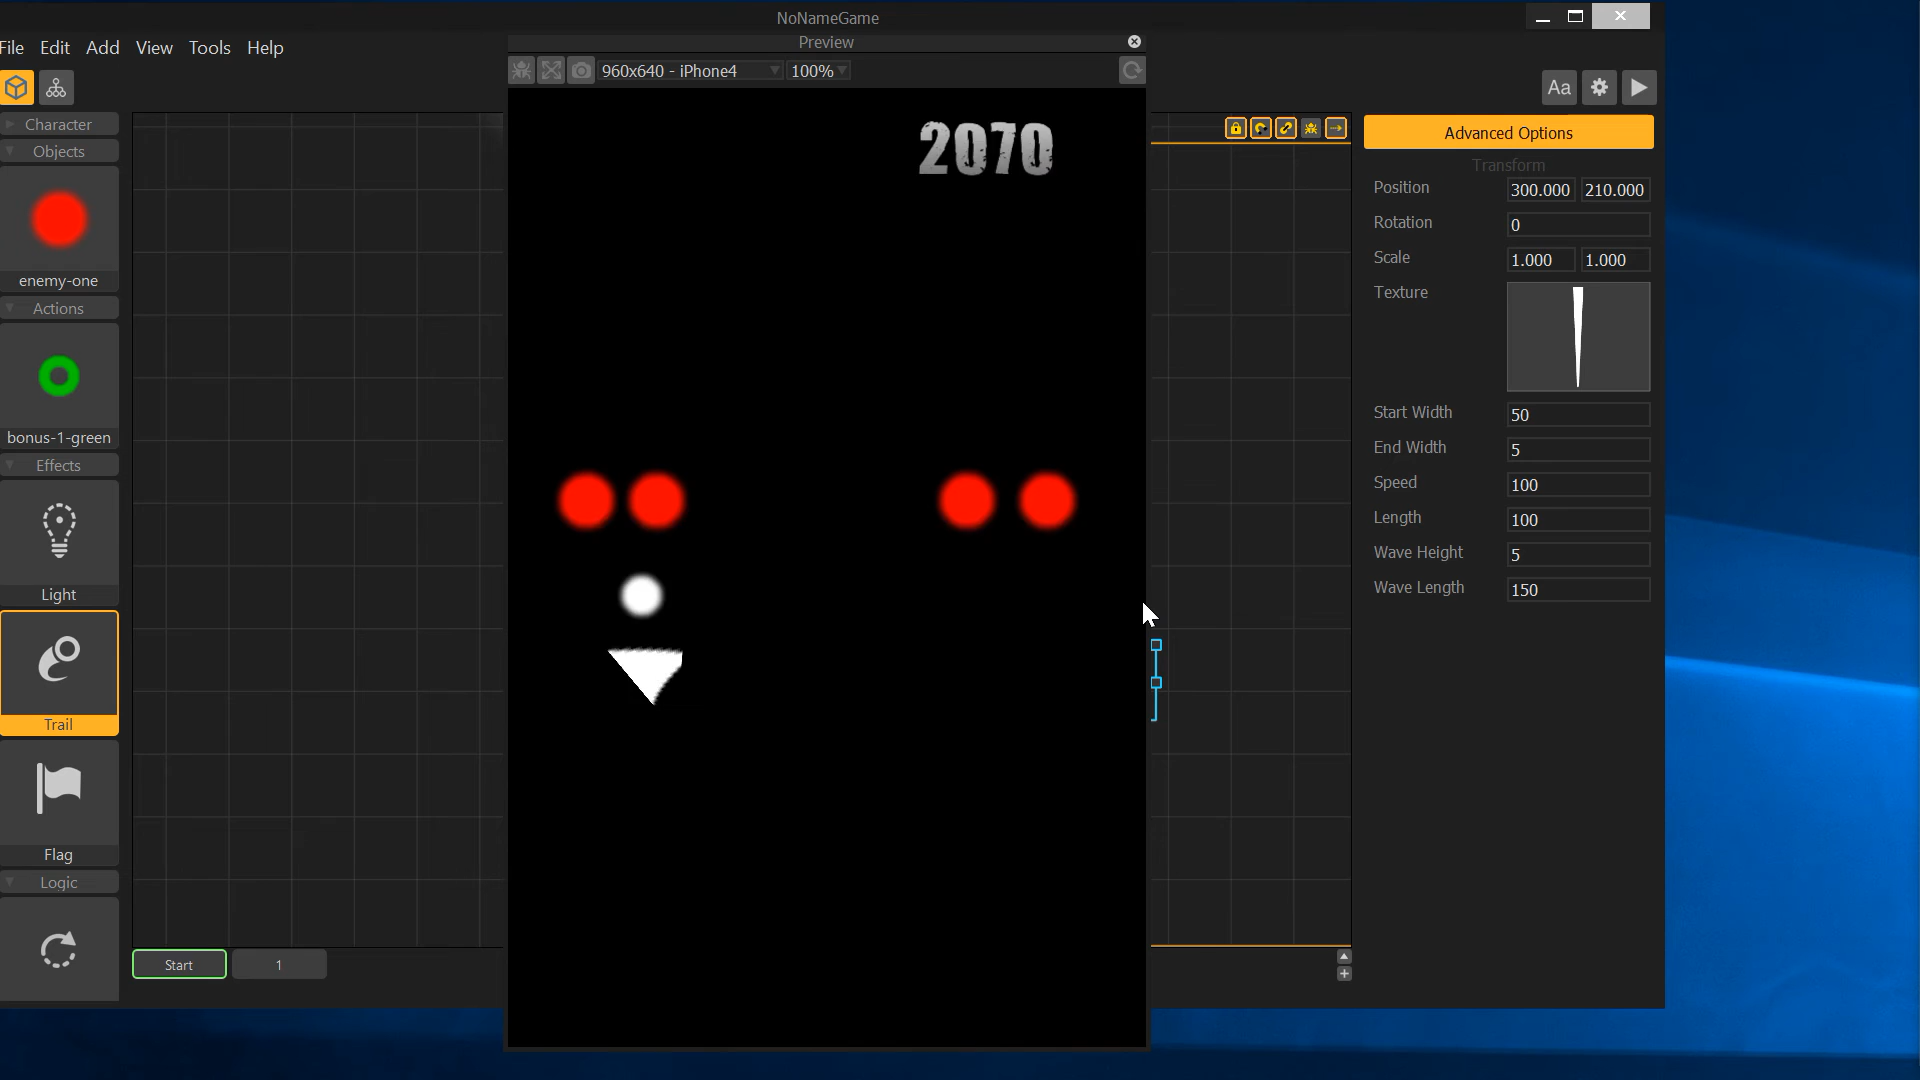 NoNameGame
Preview
File Edit Add View Tools Help
960x640 - iPhone4 100%
Aa
Character
Objects
enemy-one
Actions
bonus-1-green
Effects
Light
Trail
Flag
Logic
2070
Start 1
Advanced Options
Transform
Position 300.000 210.000
Rotation 0
Scale 1.000 1.000
Texture
Start Width 50
End Width 5
Speed 100
Length 100
Wave Height 5
Wave Length 150